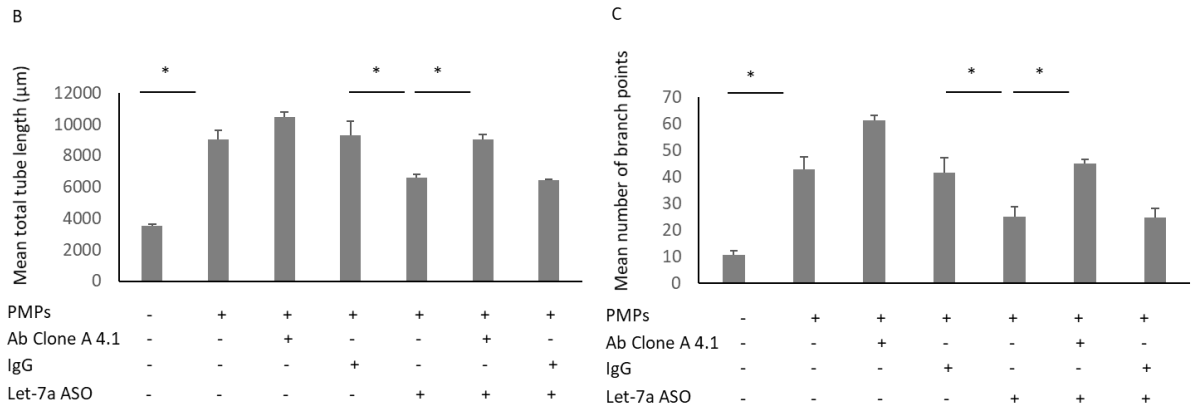 B
* * *
Mean total tube length (µm)
12000
10000
8000
6000
4000
2000
0
PMPs - + + + + + +
Ab Clone A 4.1 - - + - - + -
IgG - - - + - - +
Let-7a ASO - - - - + + +
C
* * *
Mean number of branch points
70
60
50
40
30
20
10
0
PMPs - + + + + + +
Ab Clone A 4.1 - - + - - + -
IgG - - - + - - +
Let-7a ASO - - - - + + +